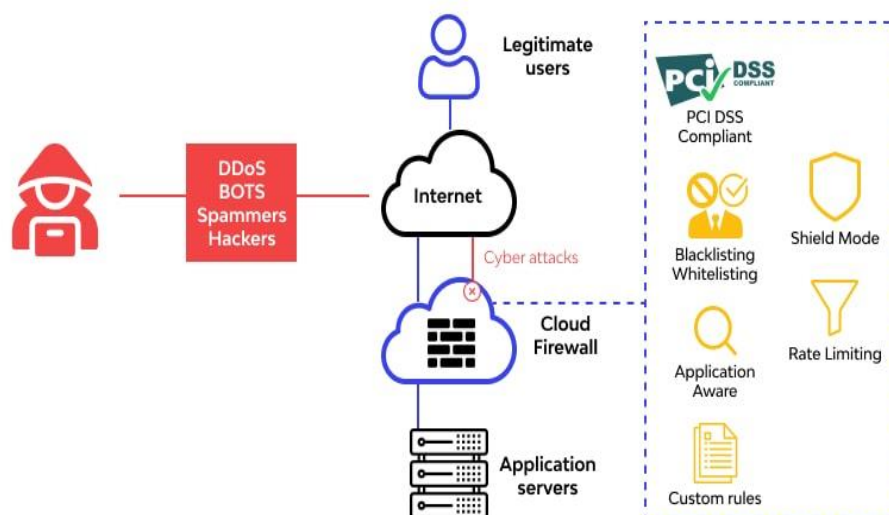 Legitimate
users
DDoS
BOTS
Spammers
Hackers
Internet
Cyber attacks
Cloud
Firewall
Application
servers
PCi DSS
COMPLIANT
PCI DSS
Compliant
Blacklisting
Whitelisting
Shield Mode
Application
Aware
Rate Limiting
Custom rules